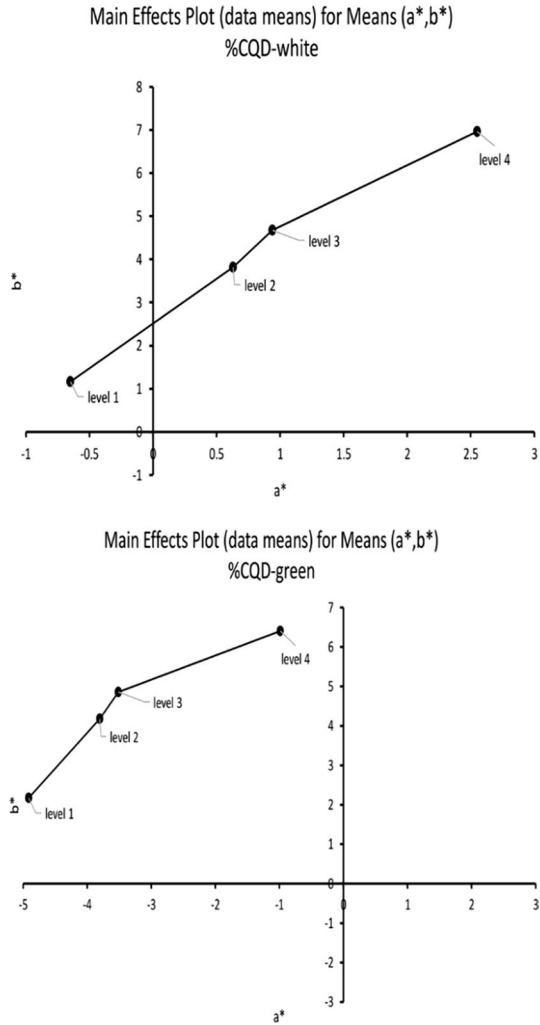 Main Effects Plot (data means) for Means (a*,b*)
%CQD-white
8
7
6
5
4
3
2
1
0
-1
b*
level 4
level 3
level 2
level 1
-1 -0.5 0 0.5 1 1.5 2 2.5 3
a*
Main Effects Plot (data means) for Means (a*,b*)
%CQD-green
7
6
5
4
3
2
1
0
-1
-2
-3
level 4
level 3
level 2
level 1
b*
-5 -4 -3 -2 -1 0 1 2 3
a*